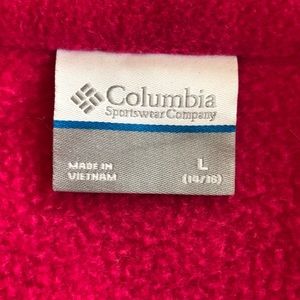 Columbia
Sportswear Company
MADE IN
VIETNAM
L
(14/16)